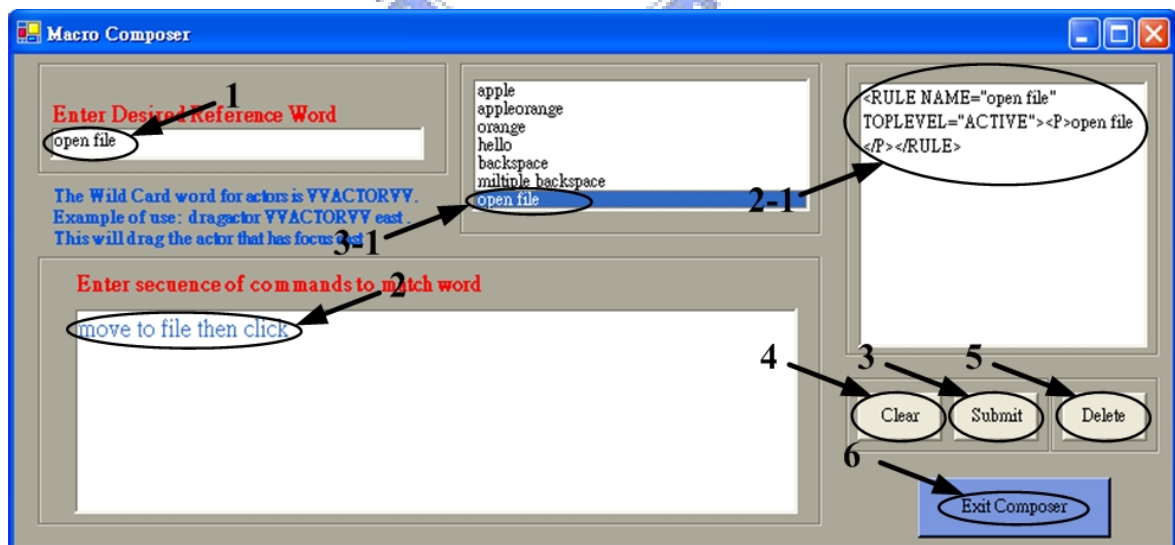 Macro Composer
1
Enter Desired Reference Word
open file
The Wild Card word for actors is ¥¥ACTOR¥¥.
Example of use: dragactor ¥¥ACTOR¥¥ east .
This will drag the actor that has focus east
apple
appleorange
orange
hello
backspace
miltiple backspace
open file
3-1
<RULE NAME="open file"
TOPLEVEL="ACTIVE"><P>open file
</P></RULE>
2-1
Enter secuence of commands to match word
2
move to file then click
4
3
5
Clear
Submit
Delete
6
Exit Composer